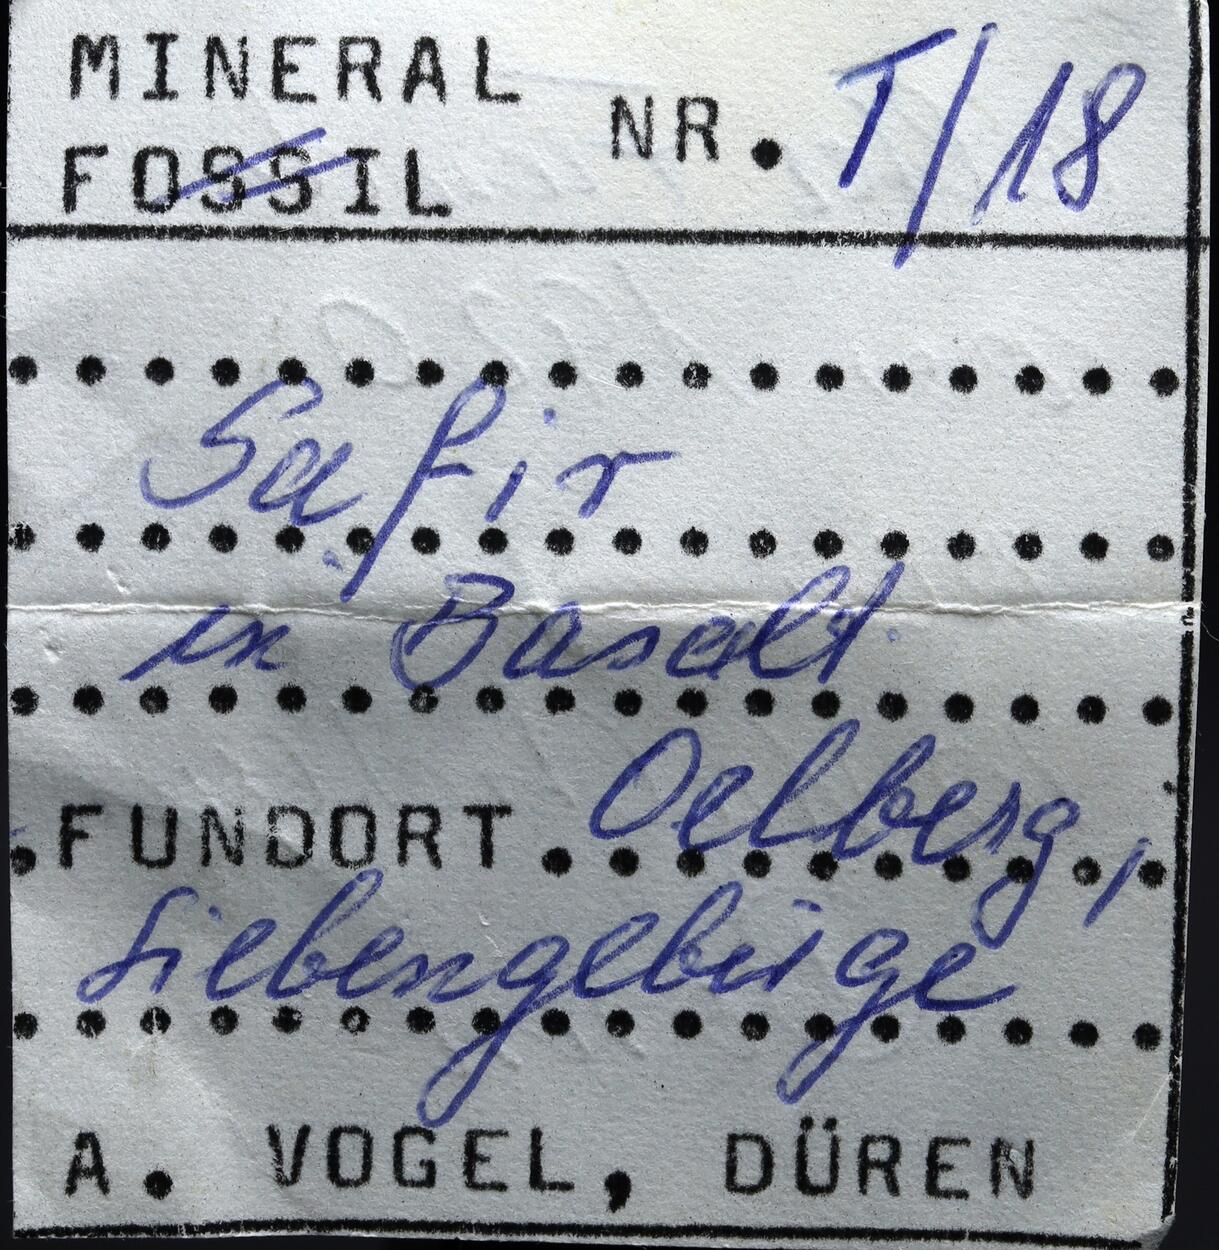 MINERAL
FOSSIL NR. T/18
Safir
in Basalt
FUNDORT Oelberg,
Siebengebirge
A. VOGEL, DÜREN